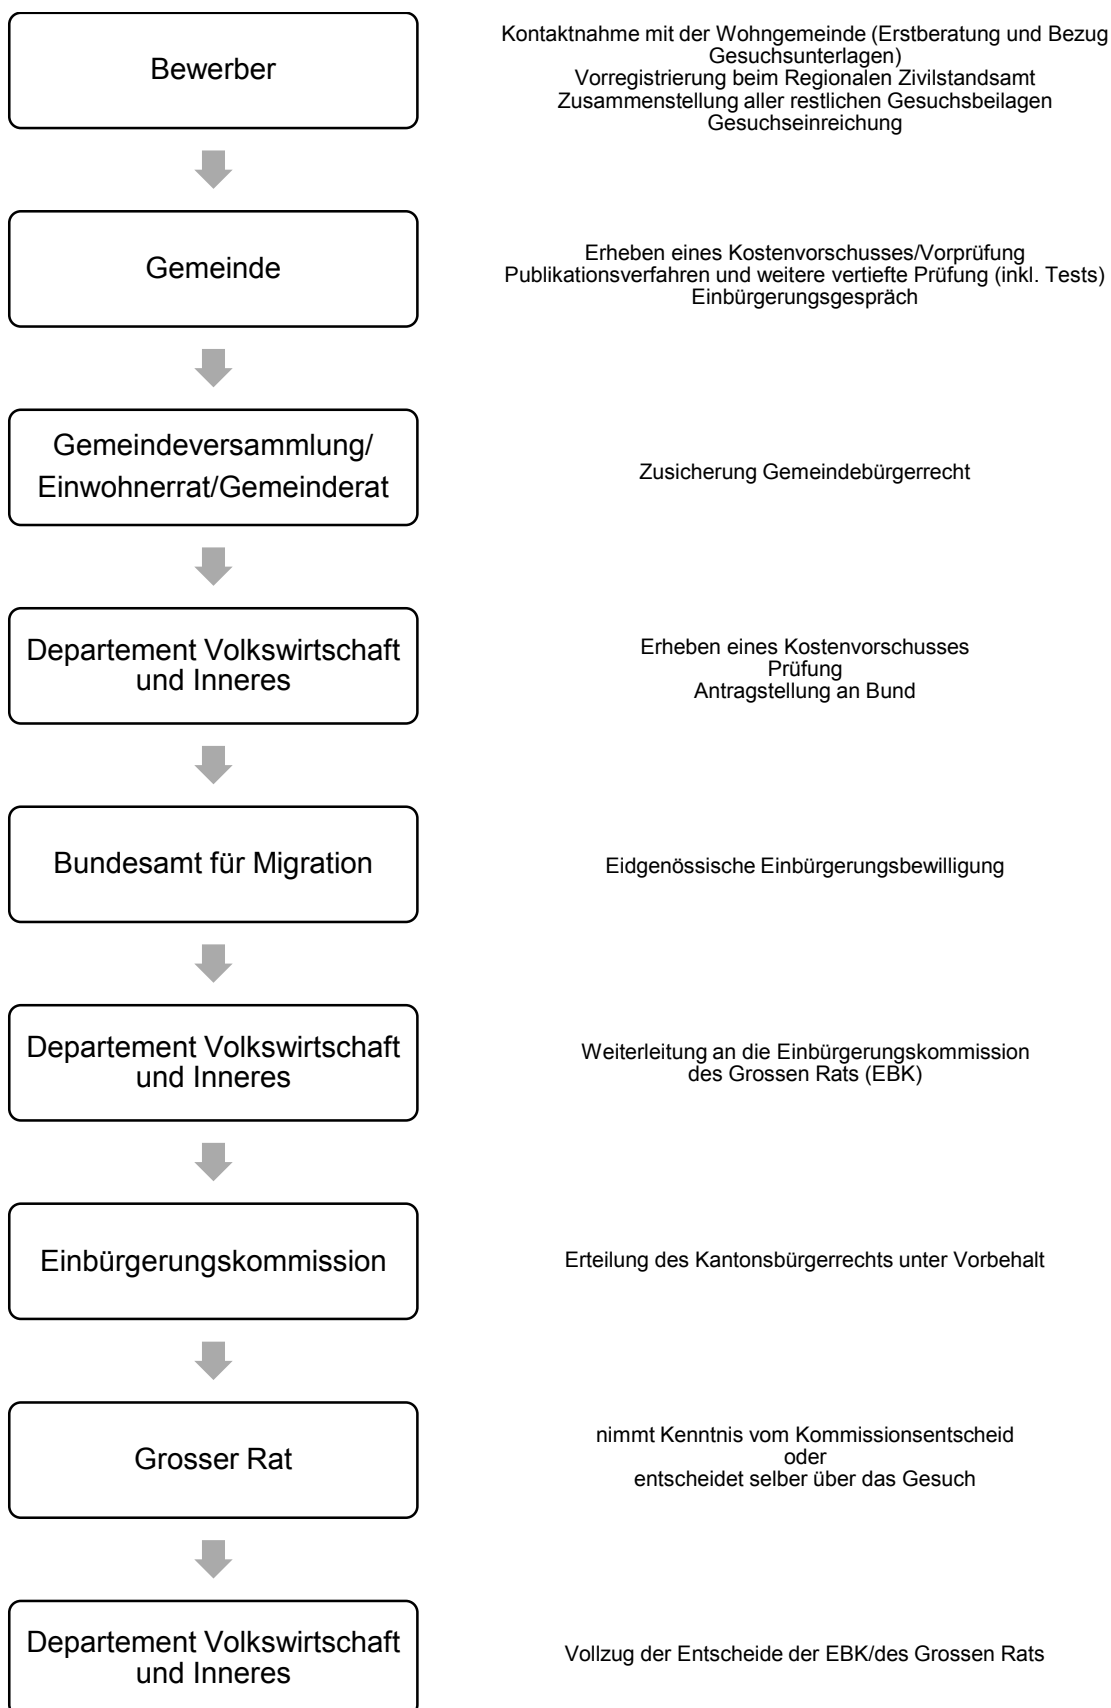 Bewerber
Kontaktnahme mit der Wohngemeinde (Erstberatung und Bezug
Gesuchsunterlagen)
Vorregistrierung beim Regionalen Zivilstandsamt
Zusammenstellung aller restlichen Gesuchsbeilagen
Gesuchseinreichung
Gemeinde
Erheben eines Kostenvorschusses/Vorprüfung
Publikationsverfahren und weitere vertiefte Prüfung (inkl. Tests)
Einbürgerungsgespräch
Gemeindeversammlung/
Einwohnerrat/Gemeinderat
Zusicherung Gemeindebürgerrecht
Departement Volkswirtschaft
und Inneres
Erheben eines Kostenvorschusses
Prüfung
Antragstellung an Bund
Bundesamt für Migration
Eidgenössische Einbürgerungsbewilligung
Departement Volkswirtschaft
und Inneres
Weiterleitung an die Einbürgerungskommission
des Grossen Rats (EBK)
Einbürgerungskommission
Erteilung des Kantonsbürgerrechts unter Vorbehalt
Grosser Rat
nimmt Kenntnis vom Kommissionsentscheid
oder
entscheidet selber über das Gesuch
Departement Volkswirtschaft
und Inneres
Vollzug der Entscheide der EBK/des Grossen Rats